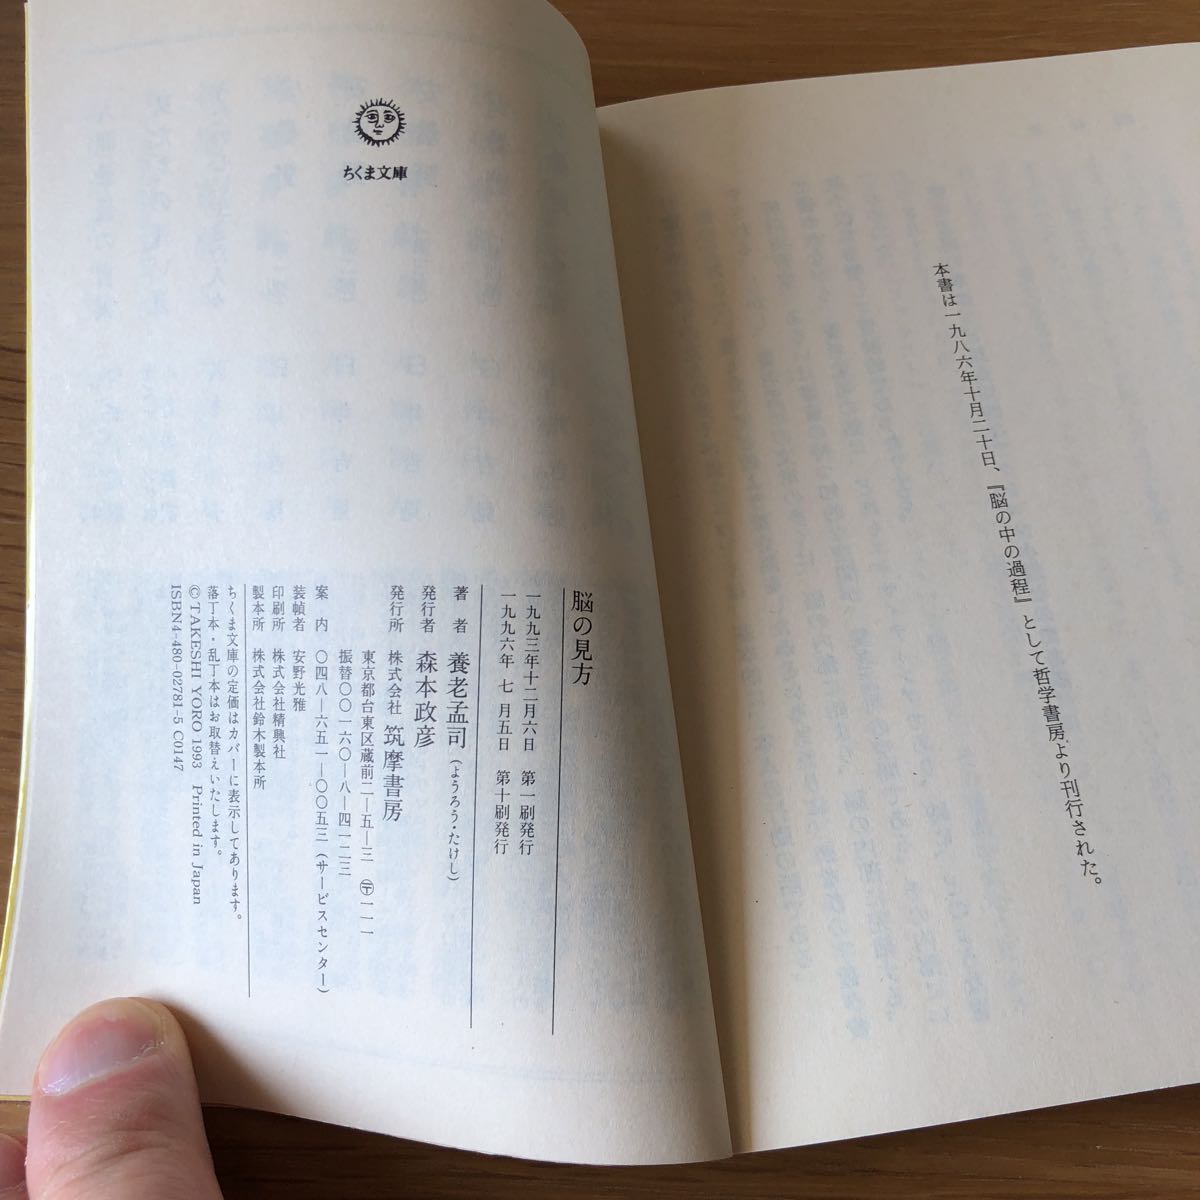 本書は一九八六年十月二十日、『脳の中の過程』として哲学書房より刊行された。
ちくま文庫
脳の見方
一九九三年十二月六日 第一刷発行
一九九六年 七 月五日 第十刷発行
著 者 養老孟司(ようろう・たけし)
発行者 森本政彦
発行所 株式会社 筑摩書房
東京都台東区蔵前二―五―三 〒一一一
振替〇〇一六〇―八―四一二三
案 内 〇四八―六五一―〇〇五三(サービスセンター)
装幀者 安野光雅
印刷所 株式会社精興社
製本所 株式会社鈴木製本所
ちくま文庫の定価はカバーに表示してあります。
落丁本・乱丁本はお取替えいたします。
© TAKESHI YORO 1993 Printed in Japan
ISBN4-480-02781-5 C0147